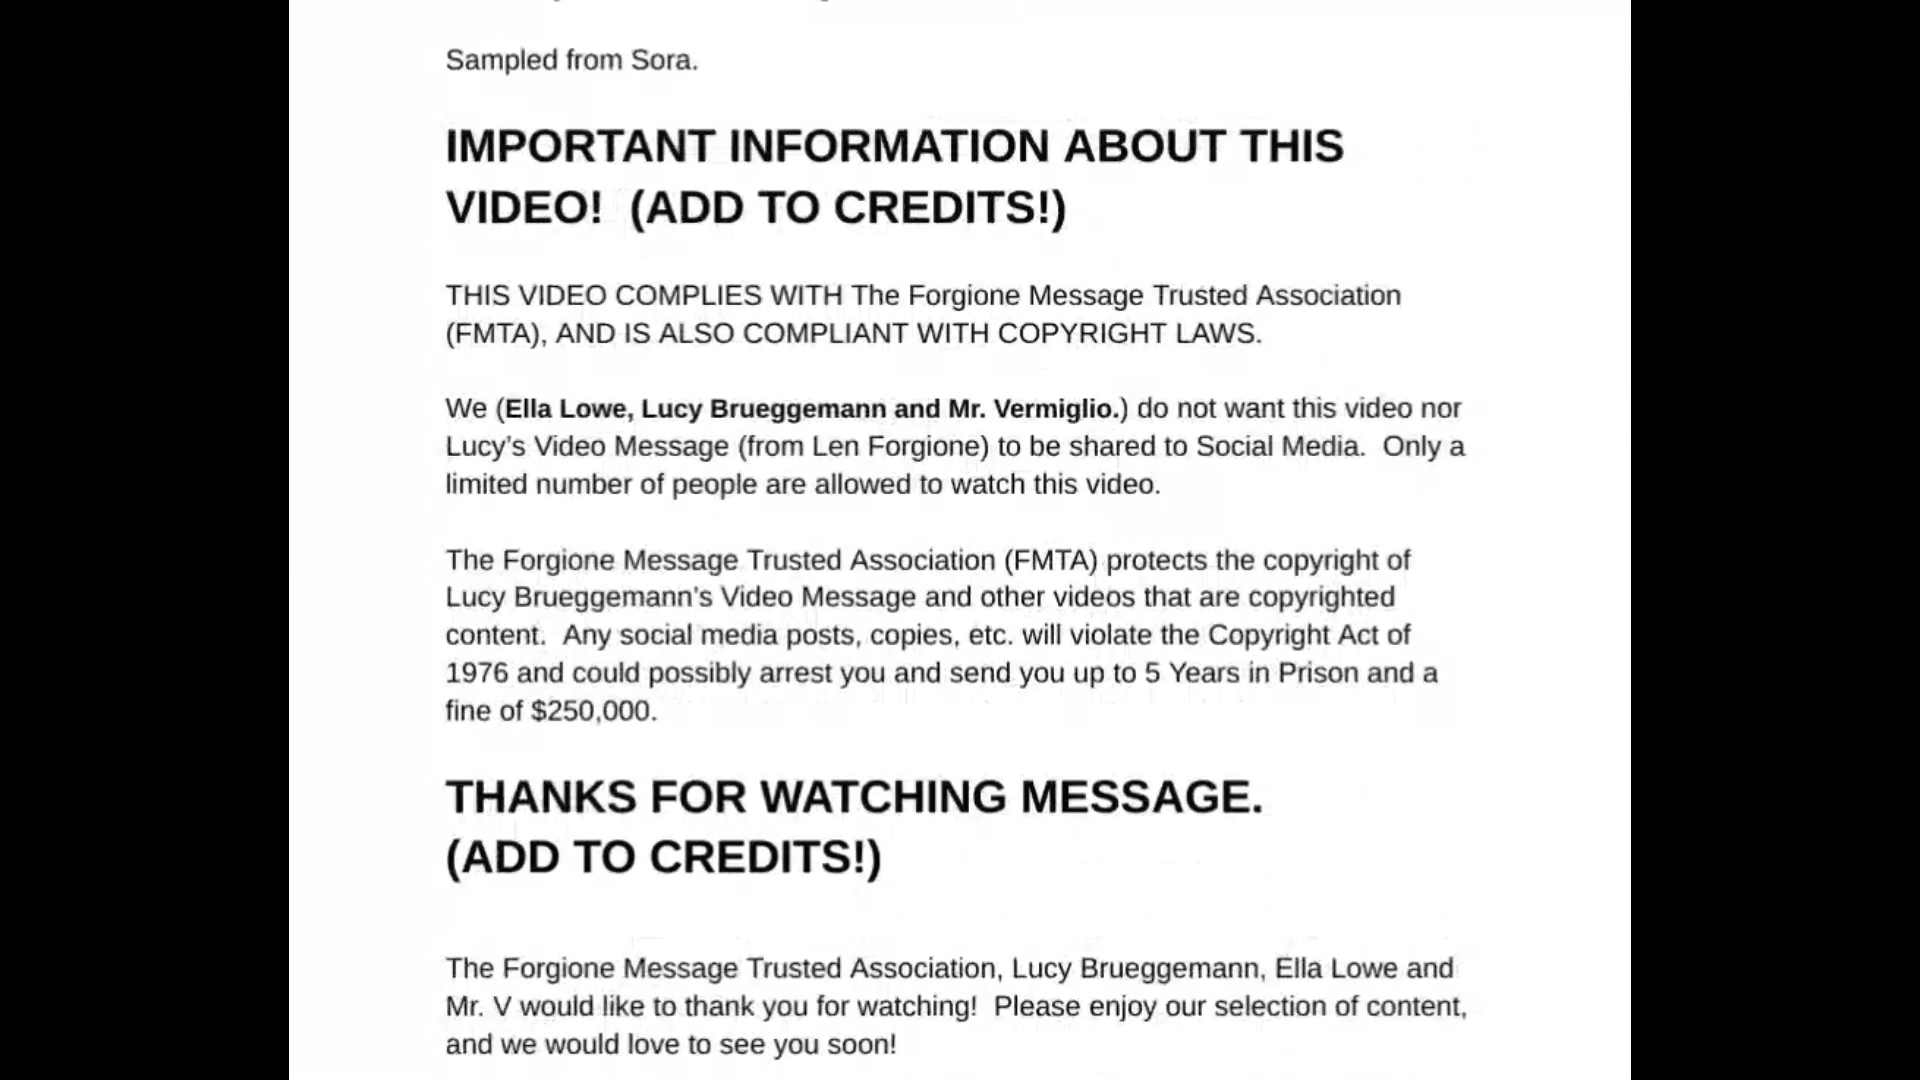 Sampled from Sora.
IMPORTANT INFORMATION ABOUT THIS
VIDEO!  (ADD TO CREDITS!)
THIS VIDEO COMPLIES WITH The Forgione Message Trusted Association
(FMTA), AND IS ALSO COMPLIANT WITH COPYRIGHT LAWS.
We (Ella Lowe, Lucy Brueggemann and Mr. Vermiglio.) do not want this video nor
Lucy’s Video Message (from Len Forgione) to be shared to Social Media.  Only a
limited number of people are allowed to watch this video.
The Forgione Message Trusted Association (FMTA) protects the copyright of
Lucy Brueggemann's Video Message and other videos that are copyrighted
content.  Any social media posts, copies, etc. will violate the Copyright Act of
1976 and could possibly arrest you and send you up to 5 Years in Prison and a
fine of $250,000.
THANKS FOR WATCHING MESSAGE.
(ADD TO CREDITS!)
The Forgione Message Trusted Association, Lucy Brueggemann, Ella Lowe and
Mr. V would like to thank you for watching!  Please enjoy our selection of content,
and we would love to see you soon!